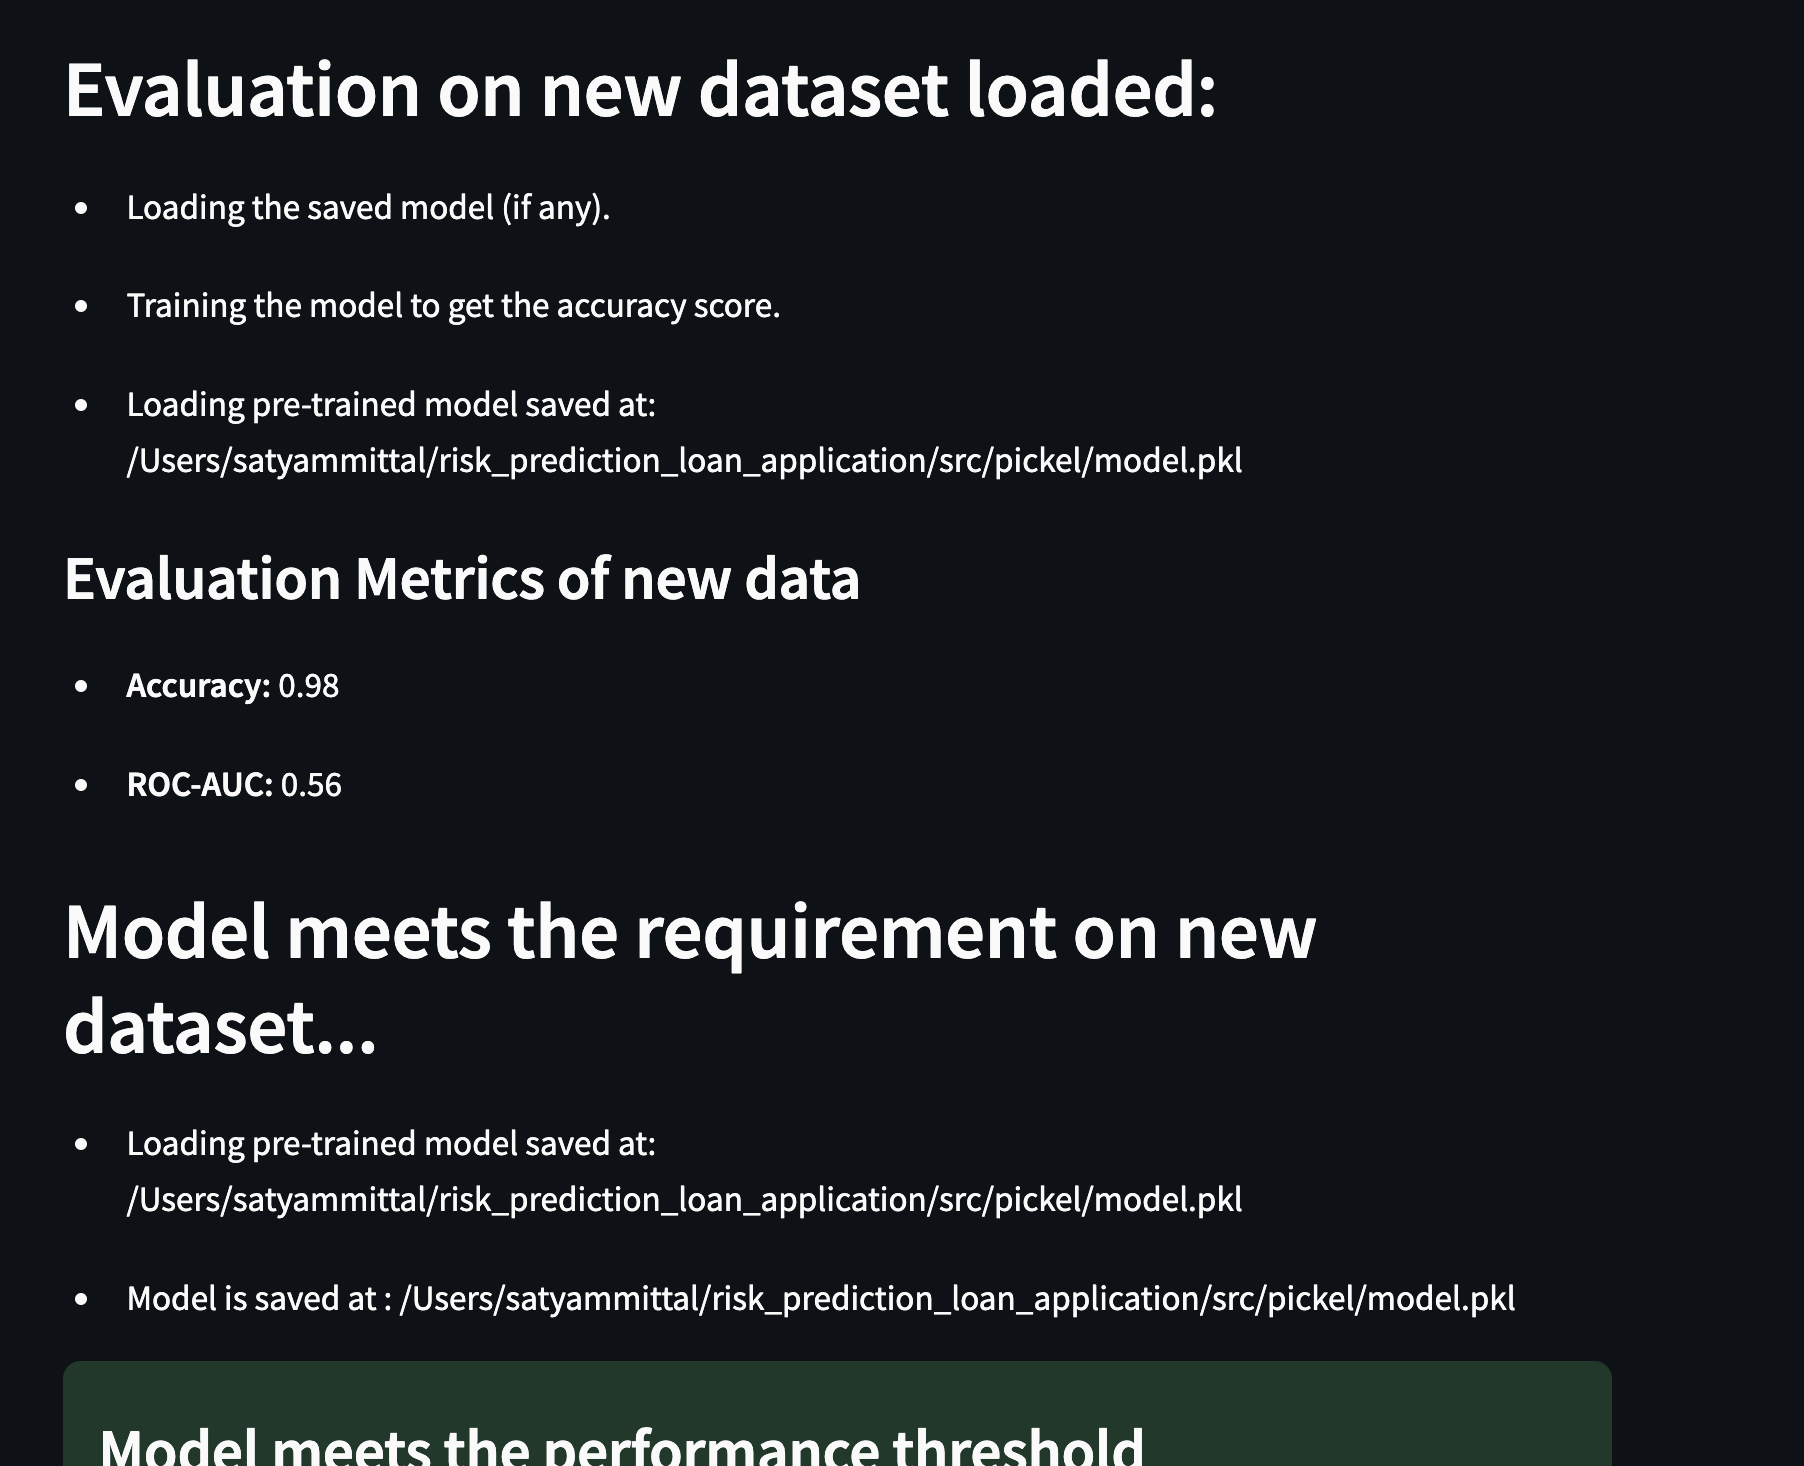 Evaluation on new dataset loaded:
Loading the saved model (if any).
Training the model to get the accuracy score.
Loading pre-trained model saved at:
/Users/satyammittal/risk_prediction_loan_application/src/pickel/model.pkl
Evaluation Metrics of new data
Accuracy: 0.98
ROC-AUC: 0.56
Model meets the requirement on new
dataset...
Loading pre-trained model saved at:
/Users/satyammittal/risk_prediction_loan_application/src/pickel/model.pkl
Model is saved at : /Users/satyammittal/risk_prediction_loan_application/src/pickel/model.pkl
Model meets the performance threshold